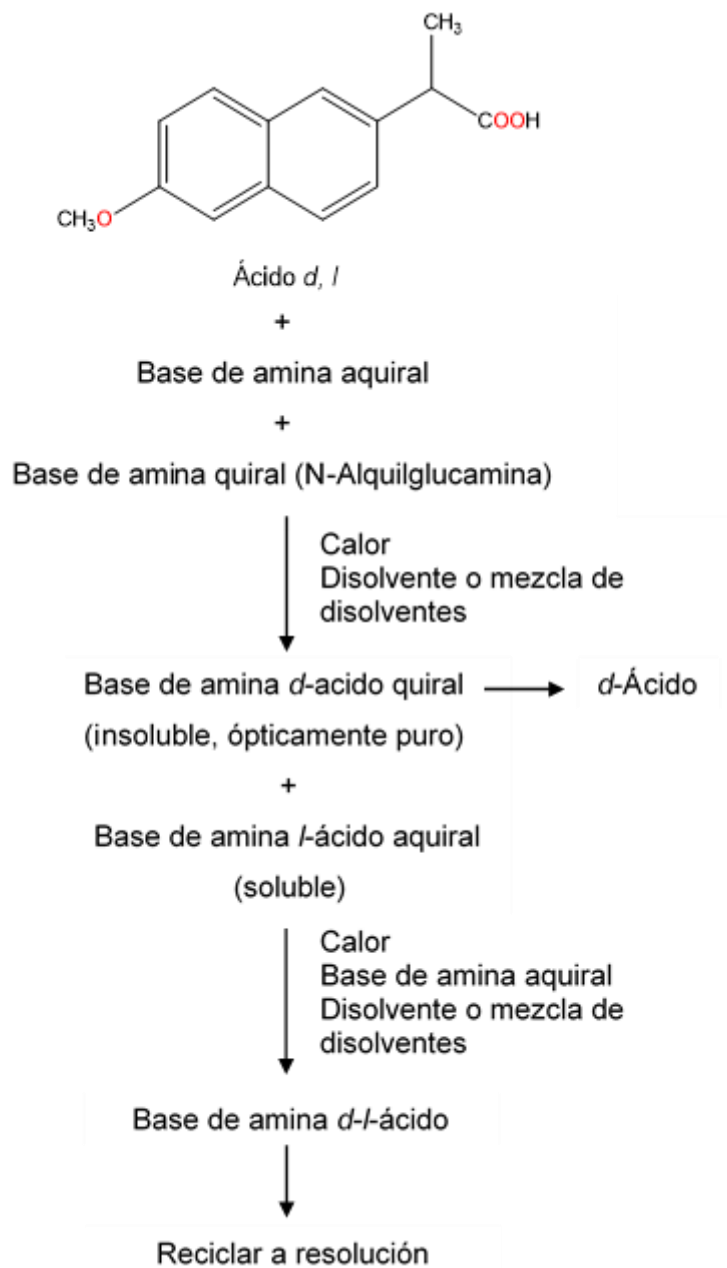 CH3
COOH
CH3O
Ácido d, l
+
Base de amina aquiral
+
Base de amina quiral (N-Alquilglucamina)
Calor
Disolvente o mezcla de
disolventes
Base de amina d-acido quiral
d-Ácido
(insoluble, ópticamente puro)
+
Base de amina l-ácido aquiral
(soluble)
Calor
Base de amina aquiral
Disolvente o mezcla de
disolventes
Base de amina d-l-ácido
Reciclar a resolución